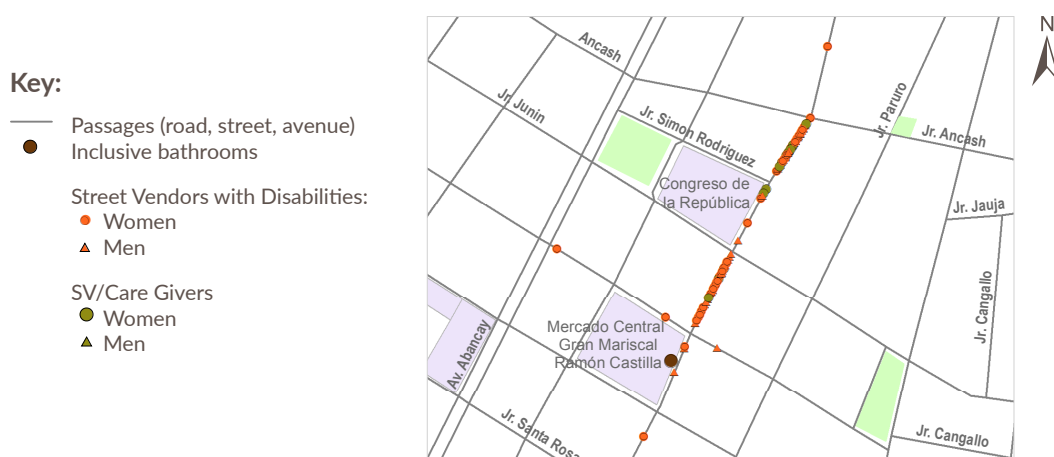 Key:
Passages (road, street, avenue)
Inclusive bathrooms
Street Vendors with Disabilities:
Women
Men
SV/Care Givers
Women
Men
N
Ancash
Jr. Junin
Jr. Simon Rodriguez
Jr. Paruro
Jr. Ancash
Congreso de
la República
Jr. Jauja
Jr. Cangallo
Mercado Central
Gran Mariscal
Ramón Castilla
Av. Abancay
Jr. Santa Rosa
Jr. Cangallo